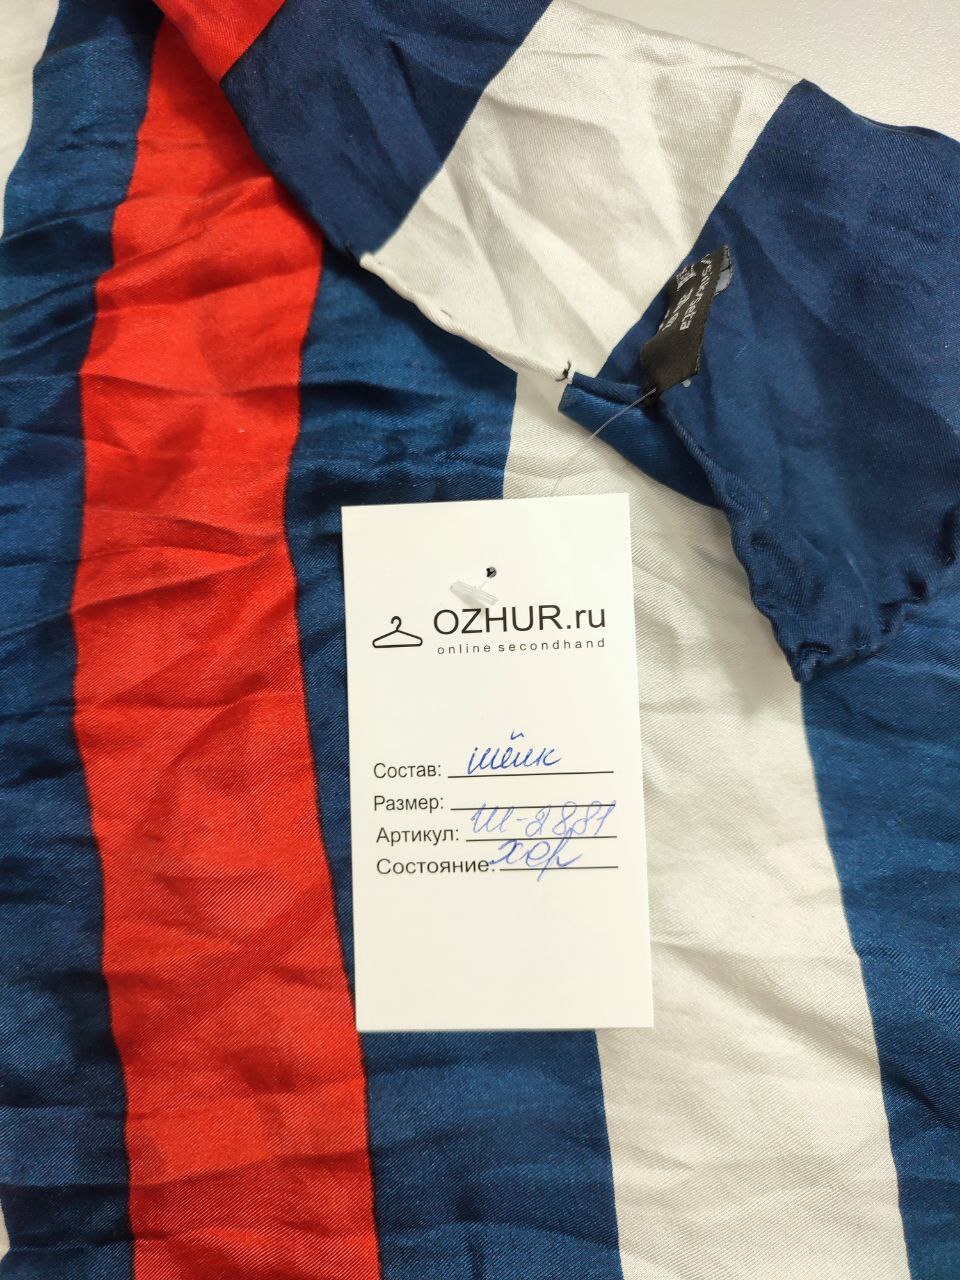 OZHUR.ru
online secondhand
Состав: шёлк
Размер:
Артикул: Ш-2881
Состояние: хор